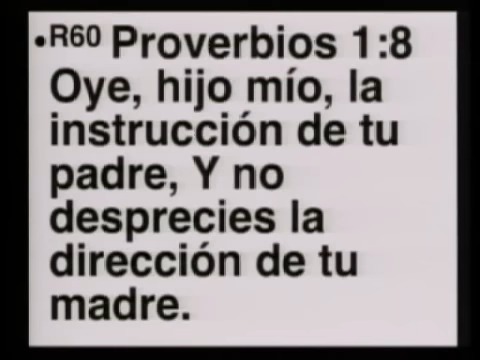 •R60 Proverbios 1:8
Oye, hijo mío, la
instrucción de tu
padre, Y no
desprecies la
dirección de tu
madre.